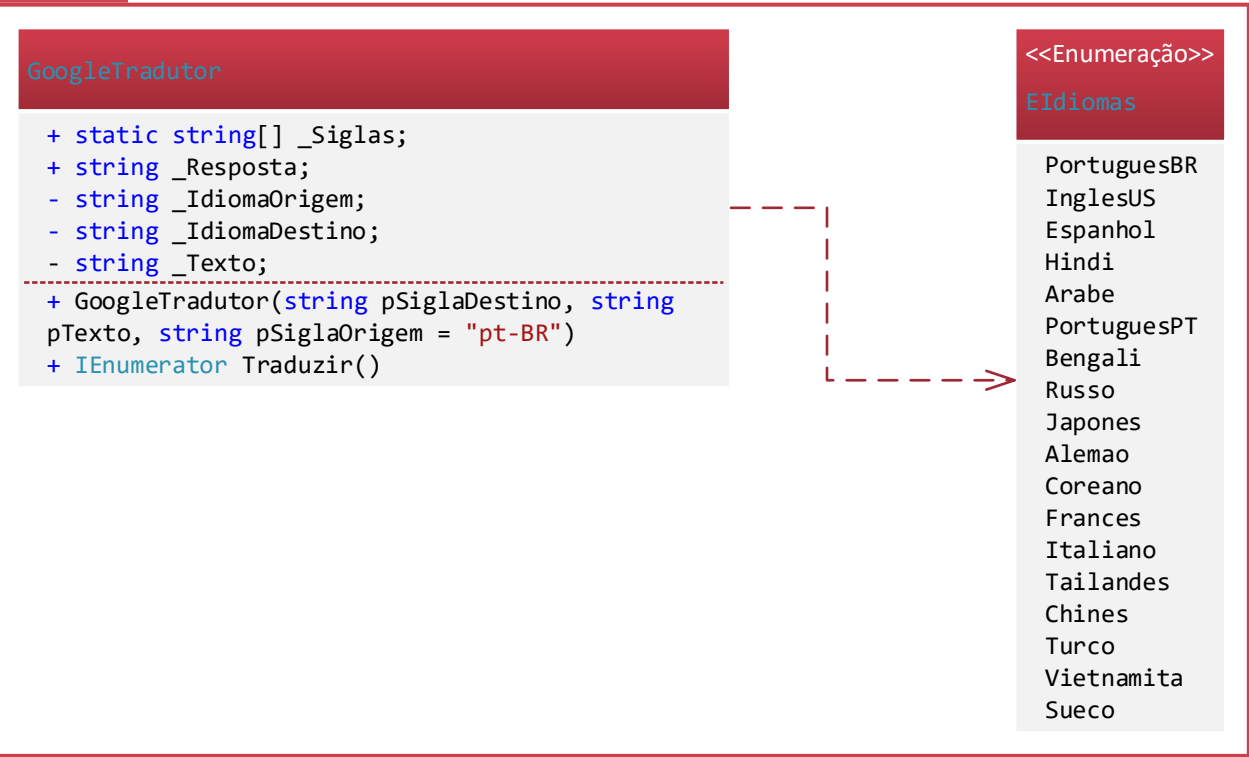 GoogleTradutor
+ static string[] _Siglas;
+ string _Resposta;
- string _IdiomaOrigem;
- string _IdiomaDestino;
- string _Texto;
+ GoogleTradutor(string pSiglaDestino, string
pTexto, string pSiglaOrigem = "pt-BR")
+ IEnumerator Traduzir()
<<Enumeração>>
EIdiomas
PortuguesBR
InglesUS
Espanhol
Hindi
Arabe
PortuguesPT
Bengali
Russo
Japones
Alemao
Coreano
Frances
Italiano
Tailandes
Chines
Turco
Vietnamita
Sueco